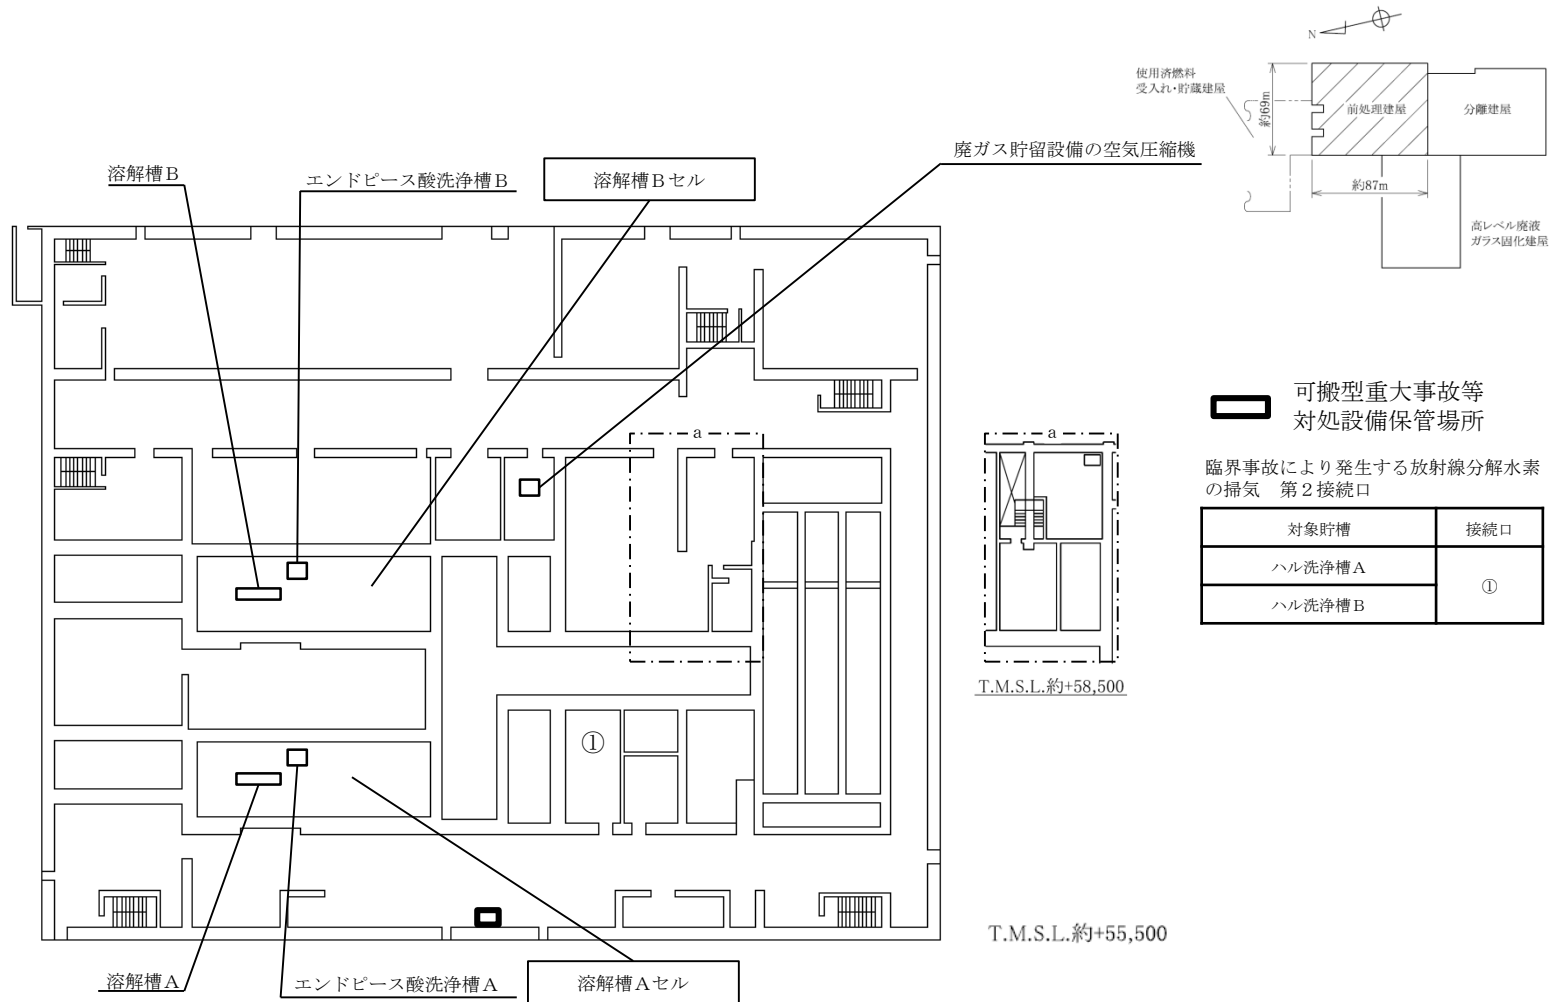 N
使用済燃料
受入れ・貯蔵建屋
約69m
前処理建屋
分離建屋
約87m
高レベル廃液
ガラス固化建屋
溶解槽B
エンドピース酸洗浄槽B
溶解槽Bセル
廃ガス貯留設備の空気圧縮機
a
a
T.M.S.L.約+58,500
可搬型重大事故等
対処設備保管場所
臨界事故により発生する放射線分解水素
の掃気 第2接続口
対象貯槽 接続口
ハル洗浄槽A ①
ハル洗浄槽B
①
T.M.S.L.約+55,500
溶解槽A
エンドピース酸洗浄槽A
溶解槽Aセル